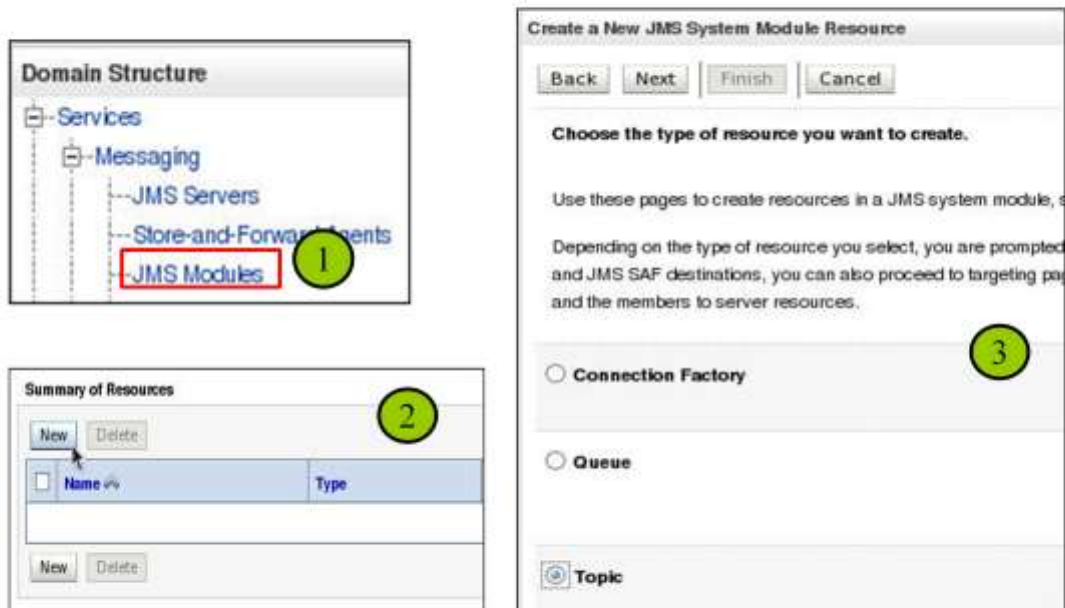 Domain Structure
Services
Messaging
JMS Servers
Store-and-Forward Agents
JMS Modules
1
Summary of Resources
2
New Delete
Name Type
New Delete
Create a New JMS System Module Resource
Back Next Finish Cancel
Choose the type of resource you want to create.
Use these pages to create resources in a JMS system module, s
Depending on the type of resource you select, you are prompted
and JMS SAF destinations, you can also proceed to targeting pag
and the members to server resources.
3
Connection Factory
Queue
Topic